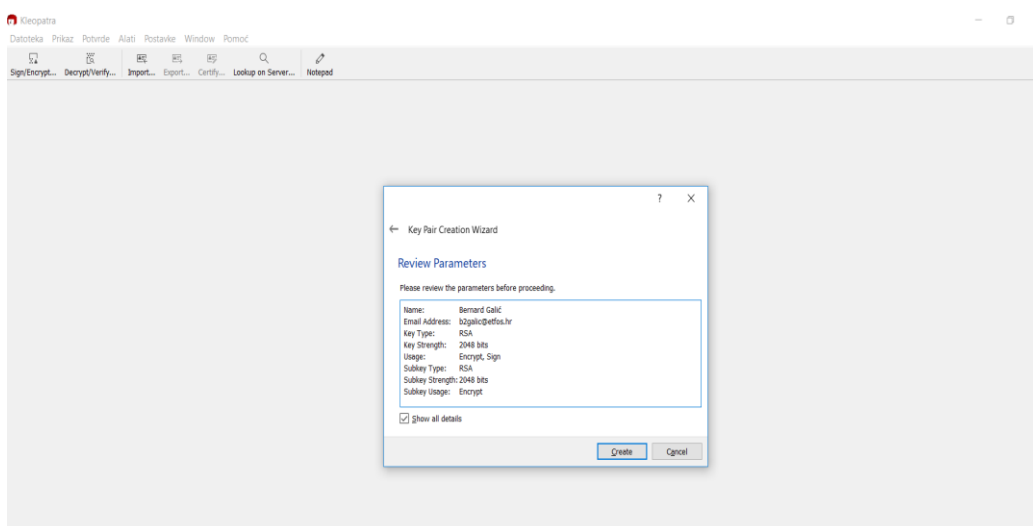 Kleopatra
Datoteka Prikaz Potvrde Alati Postavke Window Pomoć
Sign/Encrypt... Decrypt/Verify... Import... Export... Certify... Lookup on Server... Notepad
?
Key Pair Creation Wizard
Review Parameters
Please review the parameters before proceeding.
Name: Bernard Galić
Email Address: b2galic@etfos.hr
Key Type: RSA
Key Strength: 2048 bits
Usage: Encrypt, Sign
Subkey Type: RSA
Subkey Strength: 2048 bits
Subkey Usage: Encrypt
Show all details
Create Cancel